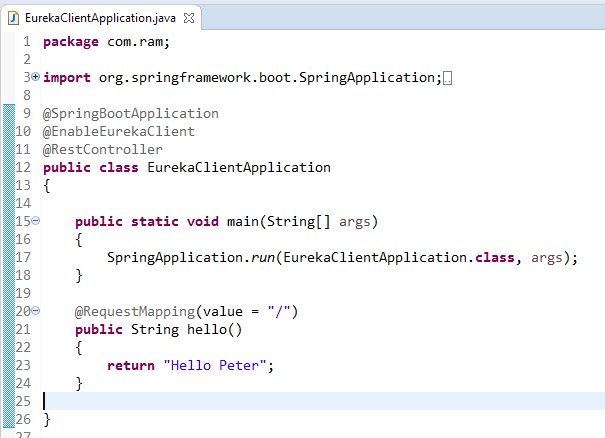 EurekaClientApplication.java
1 package com.ram;
2
3 import org.springframework.boot.SpringApplication;
8
9 @SpringBootApplication
10 @EnableEurekaClient
11 @RestController
12 public class EurekaClientApplication
13 {
14
15 public static void main(String[] args)
16 {
17 SpringApplication.run(EurekaClientApplication.class, args);
18 }
19
20 @RequestMapping(value = "/")
21 public String hello()
22 {
23 return "Hello Peter";
24 }
25
26 }
27